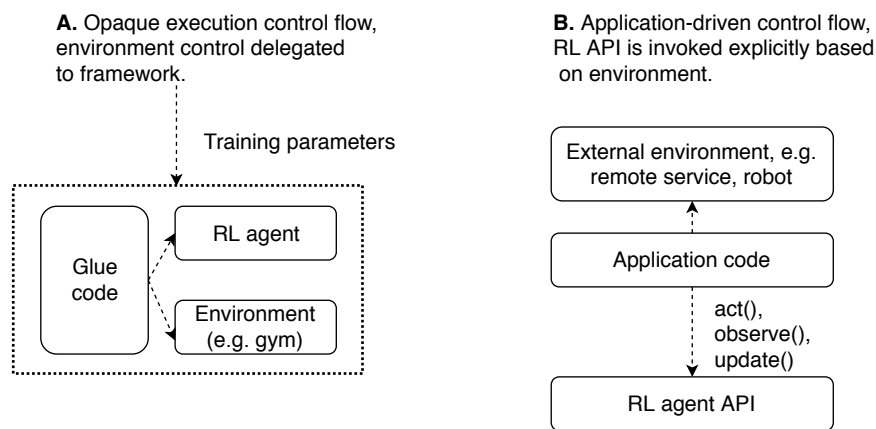 A. Opaque execution control flow,
environment control delegated
to framework.
Training parameters
Glue
code
RL agent
Environment
(e.g. gym)
B. Application-driven control flow,
RL API is invoked explicitly based
on environment.
External environment, e.g.
remote service, robot
Application code
act(),
observe(),
update()
RL agent API